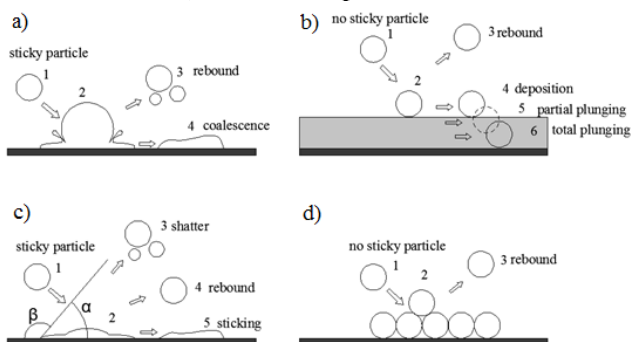 a)
sticky particle
1
2
3 rebound
4 coalescence
b)
no sticky particle
1
2
3 rebound
4 deposition
5 partial plunging
6 total plunging
c)
sticky particle
1
β
α
2
3 shatter
4 rebound
5 sticking
d)
no sticky particle
1
2
3 rebound